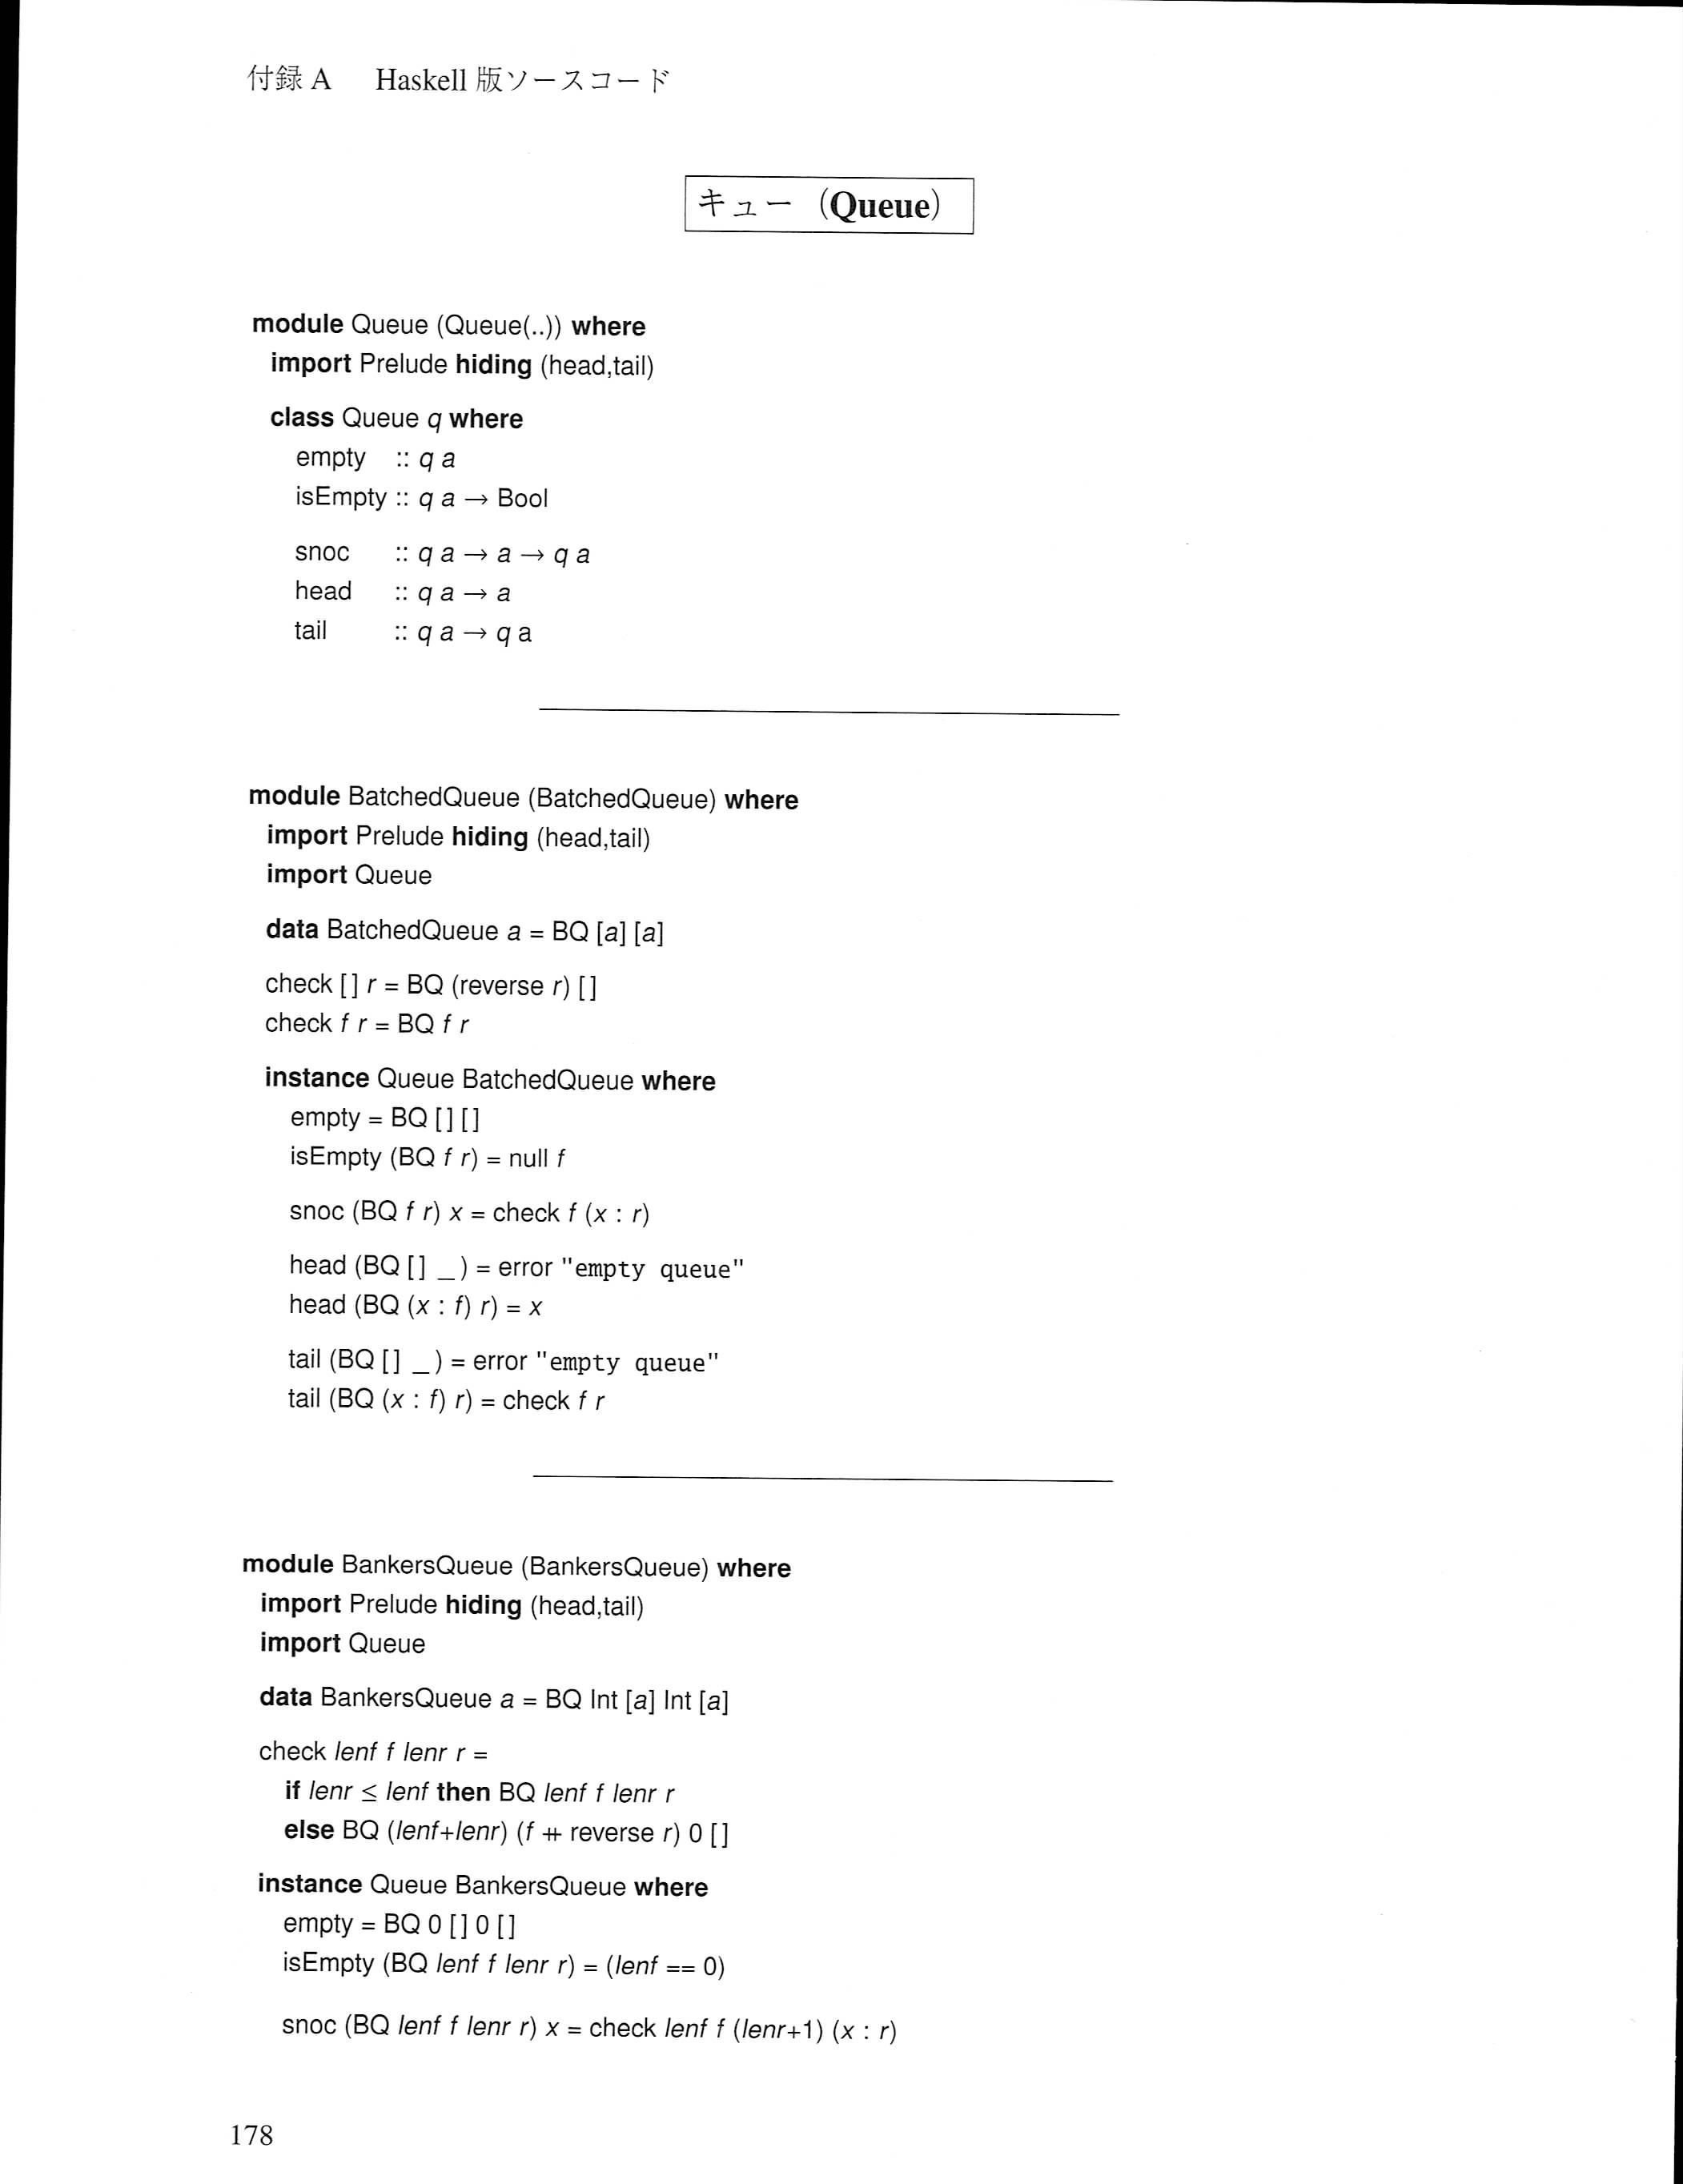 付録 A　Haskell 版ソースコード
キュー （Queue）
module Queue (Queue(..)) where
import Prelude hiding (head,tail)
class Queue q where
empty :: q a
isEmpty :: q a → Bool
snoc :: q a → a → q a
head :: q a → a
tail :: q a → q a
module BatchedQueue (BatchedQueue) where
import Prelude hiding (head,tail)
import Queue
data BatchedQueue a = BQ [a] [a]
check [] r = BQ (reverse r) []
check f r = BQ f r
instance Queue BatchedQueue where
empty = BQ [] []
isEmpty (BQ f r) = null f
snoc (BQ f r) x = check f (x : r)
head (BQ [] _) = error "empty queue"
head (BQ (x : f) r) = x
tail (BQ [] _) = error "empty queue"
tail (BQ (x : f) r) = check f r
module BankersQueue (BankersQueue) where
import Prelude hiding (head,tail)
import Queue
data BankersQueue a = BQ Int [a] Int [a]
check lenf f lenr r =
if lenr ≤ lenf then BQ lenf f lenr r
else BQ (lenf+lenr) (f ⧺ reverse r) 0 []
instance Queue BankersQueue where
empty = BQ 0 [] 0 []
isEmpty (BQ lenf f lenr r) = (lenf == 0)
snoc (BQ lenf f lenr r) x = check lenf f (lenr+1) (x : r)
178